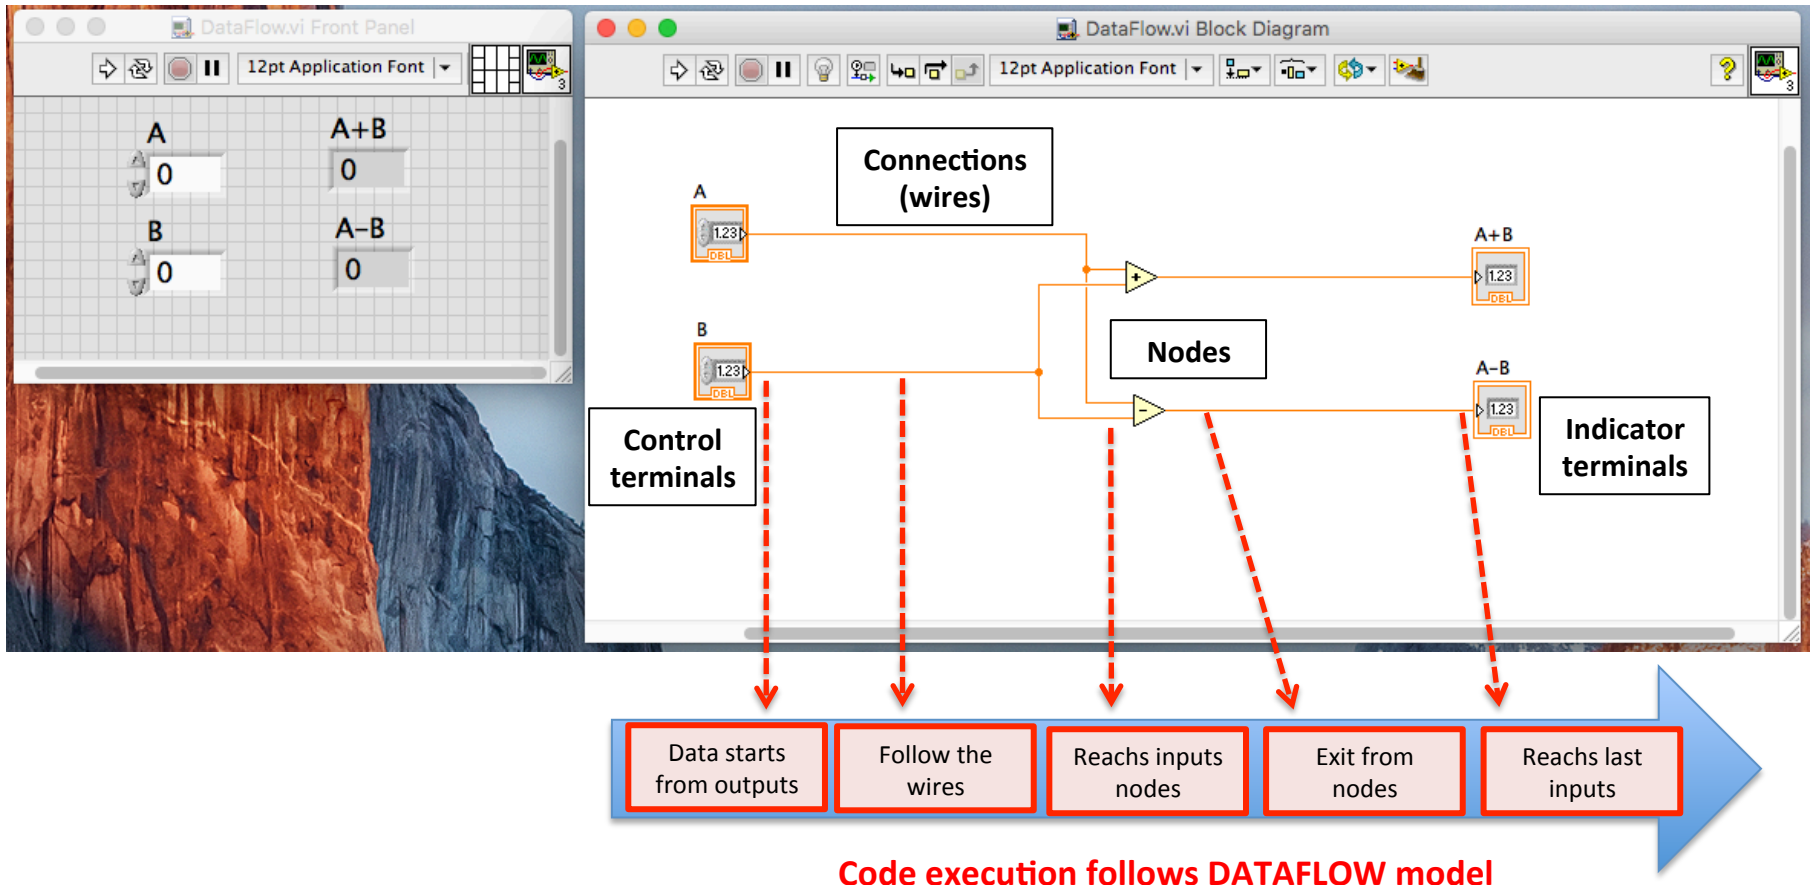 DataFlow.vi Front Panel
12pt Application Font
3
A
0
A+B
0
B
0
A-B
0
DataFlow.vi Block Diagram
12pt Application Font
?
3
Connections
(wires)
A
1.23
DBL
+
A+B
1.23
DBL
B
1.23
DBL
Nodes
-
A-B
1.23
DBL
Control
terminals
Indicator
terminals
Data starts
from outputs
Follow the
wires
Reachs inputs
nodes
Exit from
nodes
Reachs last
inputs
Code execution follows DATAFLOW model